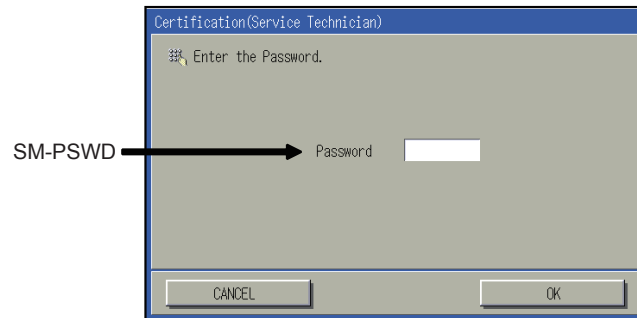 Certification(Service Technician)
Enter the Password.
SM-PSWD
Password
CANCEL
OK